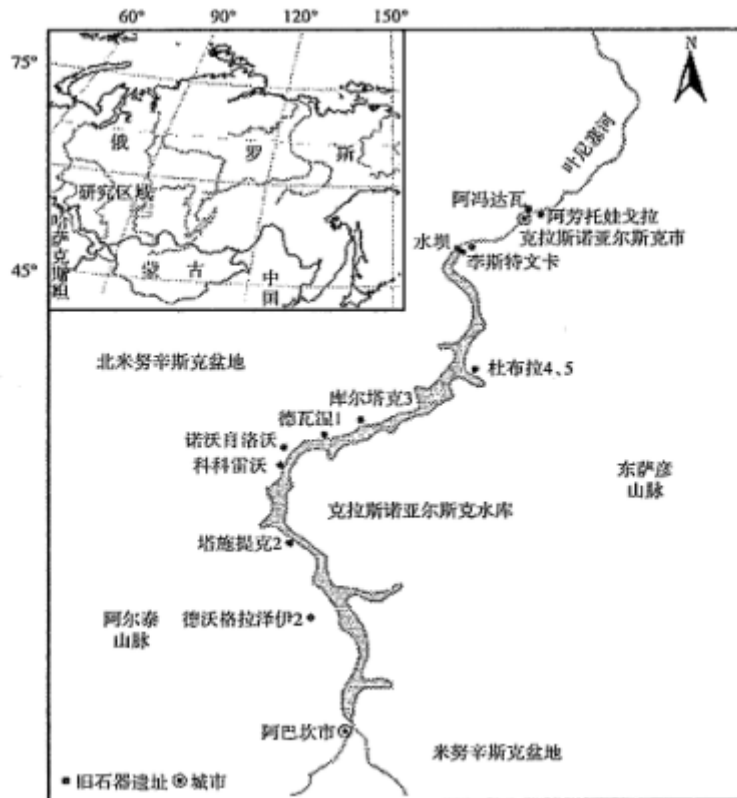 60° 90° 120° 150°
75°
45°
俄 罗 斯
研究区域
哈萨克斯坦
蒙古
中国
N
叶尼塞河
阿冯达瓦
阿劳托娃戈拉
克拉斯诺亚尔斯克市
水坝
李斯特文卡
北米努辛斯克盆地
杜布拉4、5
库尔塔克3
德瓦涅1
诺沃肖洛沃
科科雷沃
东萨彦
山脉
克拉斯诺亚尔斯克水库
塔施提克2
阿尔泰
山脉
德沃格拉泽伊2
阿巴坎市
米努辛斯克盆地
旧石器遗址 城市